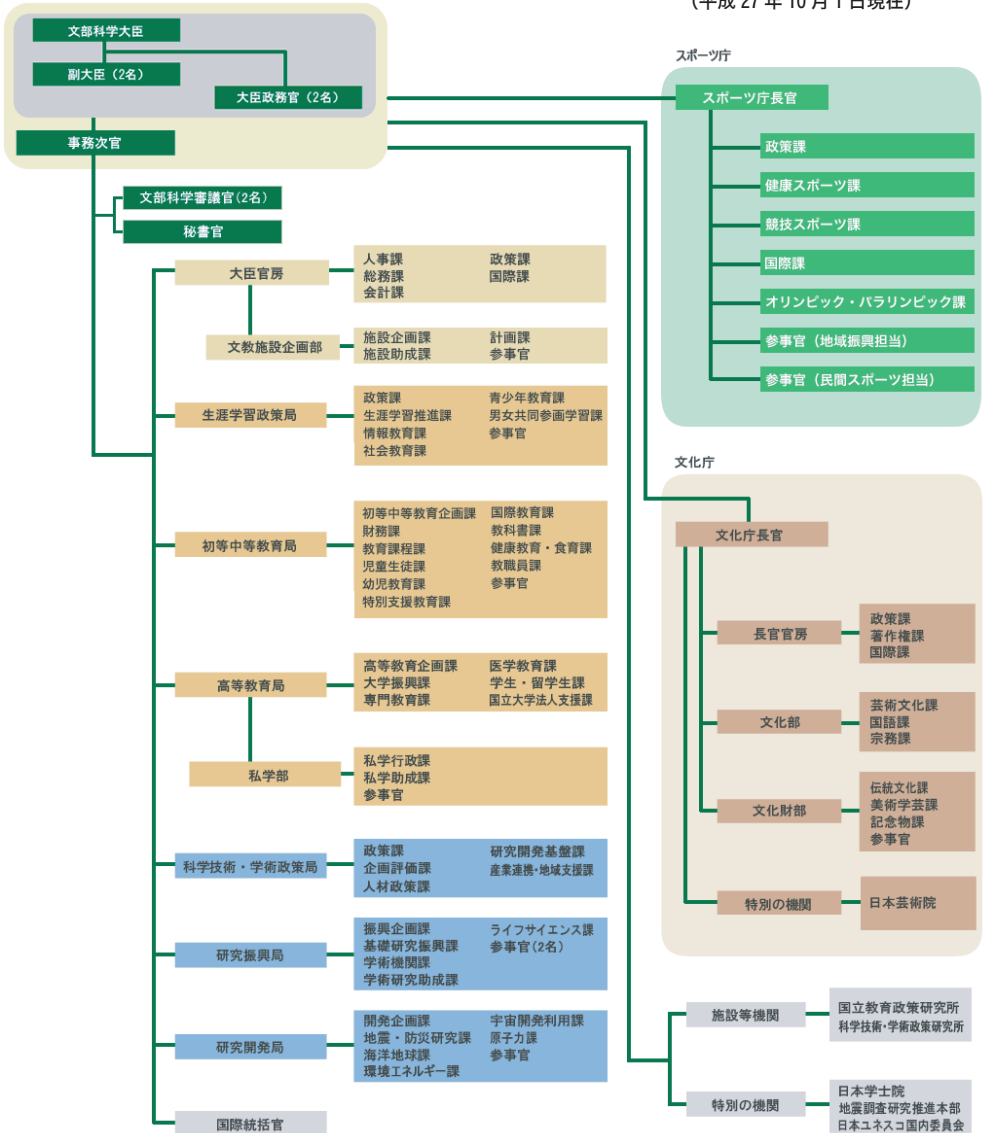 (平成 27 年 10 月 1 日現在)
文部科学大臣
副大臣（2名）
大臣政務官（2名）
事務次官
文部科学審議官(2名)
秘書官
大臣官房
人事課
総務課
会計課
政策課
国際課
文教施設企画部
施設企画課
施設助成課
計画課
参事官
生涯学習政策局
政策課
生涯学習推進課
情報教育課
社会教育課
青少年教育課
男女共同参画学習課
参事官
初等中等教育局
初等中等教育企画課
財務課
教育課程課
児童生徒課
幼児教育課
特別支援教育課
国際教育課
教科書課
健康教育・食育課
教職員課
参事官
高等教育局
高等教育企画課
大学振興課
専門教育課
医学教育課
学生・留学生課
国立大学法人支援課
私学部
私学行政課
私学助成課
参事官
科学技術・学術政策局
政策課
企画評価課
人材政策課
研究開発基盤課
産業連携・地域支援課
研究振興局
振興企画課
基礎研究振興課
学術機関課
学術研究助成課
ライフサイエンス課
参事官(2名)
研究開発局
開発企画課
地震・防災研究課
海洋地球課
環境エネルギー課
宇宙開発利用課
原子力課
参事官
国際統括官
スポーツ庁
スポーツ庁長官
政策課
健康スポーツ課
競技スポーツ課
国際課
オリンピック・パラリンピック課
参事官（地域振興担当）
参事官（民間スポーツ担当）
文化庁
文化庁長官
長官官房
政策課
著作権課
国際課
文化部
芸術文化課
国語課
宗務課
文化財部
伝統文化課
美術学芸課
記念物課
参事官
特別の機関
日本芸術院
施設等機関
国立教育政策研究所
科学技術・学術政策研究所
特別の機関
日本学士院
地震調査研究推進本部
日本ユネスコ国内委員会